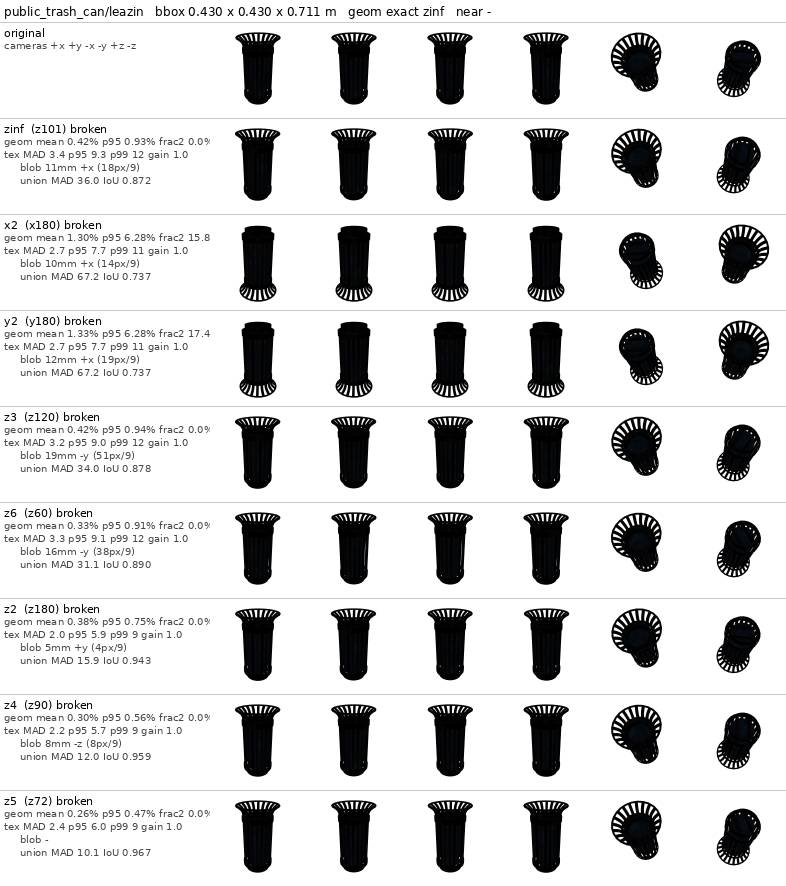 public_trash_can/leazin   bbox 0.430 x 0.430 x 0.711 m   geom exact zinf   near -
original
cameras +x +y -x -y +z -z
zinf  (z101) broken
geom mean 0.42% p95 0.93% frac2 0.0%
tex MAD 3.4 p95 9.3 p99 12 gain 1.0
blob 11mm +x (18px/9)
union MAD 36.0 IoU 0.872
x2  (x180) broken
geom mean 1.30% p95 6.28% frac2 15.8
tex MAD 2.7 p95 7.7 p99 11 gain 1.0
blob 10mm +x (14px/9)
union MAD 67.2 IoU 0.737
y2  (y180) broken
geom mean 1.33% p95 6.28% frac2 17.4
tex MAD 2.7 p95 7.7 p99 11 gain 1.0
blob 12mm +x (19px/9)
union MAD 67.2 IoU 0.737
z3  (z120) broken
geom mean 0.42% p95 0.94% frac2 0.0%
tex MAD 3.2 p95 9.0 p99 12 gain 1.0
blob 19mm -y (51px/9)
union MAD 34.0 IoU 0.878
z6  (z60) broken
geom mean 0.33% p95 0.91% frac2 0.0%
tex MAD 3.3 p95 9.1 p99 12 gain 1.0
blob 16mm -y (38px/9)
union MAD 31.1 IoU 0.890
z2  (z180) broken
geom mean 0.38% p95 0.75% frac2 0.0%
tex MAD 2.0 p95 5.9 p99 9 gain 1.0
blob 5mm +y (4px/9)
union MAD 15.9 IoU 0.943
z4  (z90) broken
geom mean 0.30% p95 0.56% frac2 0.0%
tex MAD 2.2 p95 5.7 p99 9 gain 1.0
blob 8mm -z (8px/9)
union MAD 12.0 IoU 0.959
z5  (z72) broken
geom mean 0.26% p95 0.47% frac2 0.0%
tex MAD 2.4 p95 6.0 p99 9 gain 1.0
blob -
union MAD 10.1 IoU 0.967